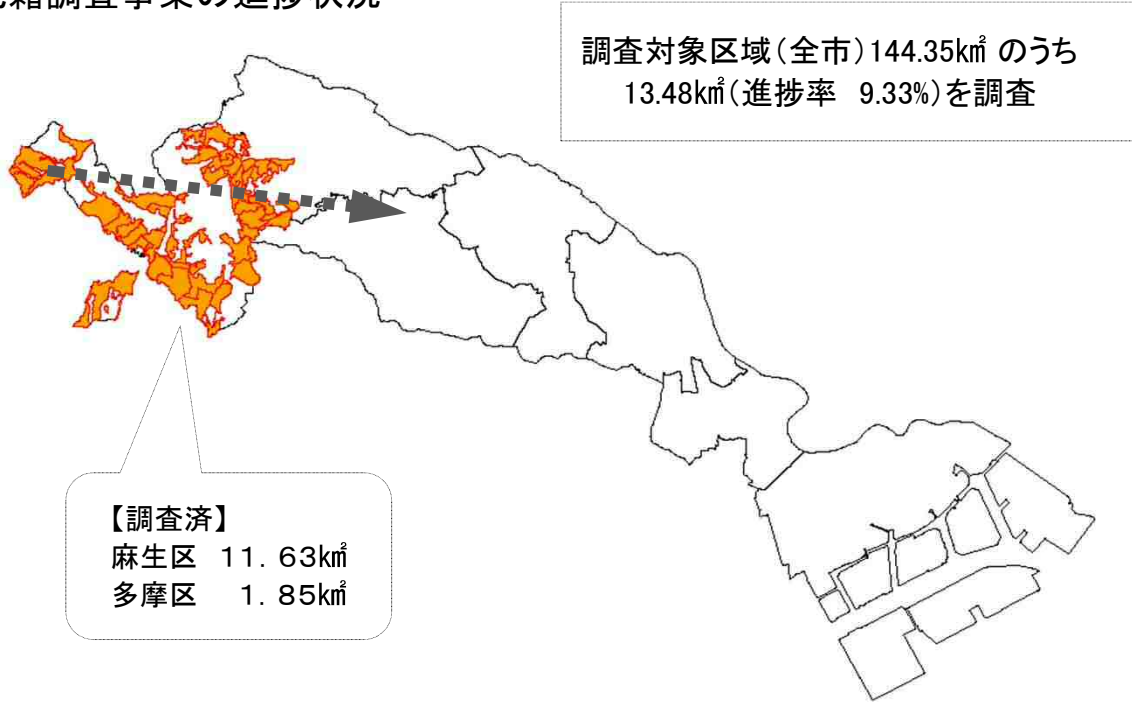 籍調査事業の進捗状況
調査対象区域（全市）144.35㎢ のうち
13.48㎢（進捗率 9.33%）を調査
【調査済】
麻生区 11．63㎢
多摩区 1．85㎢